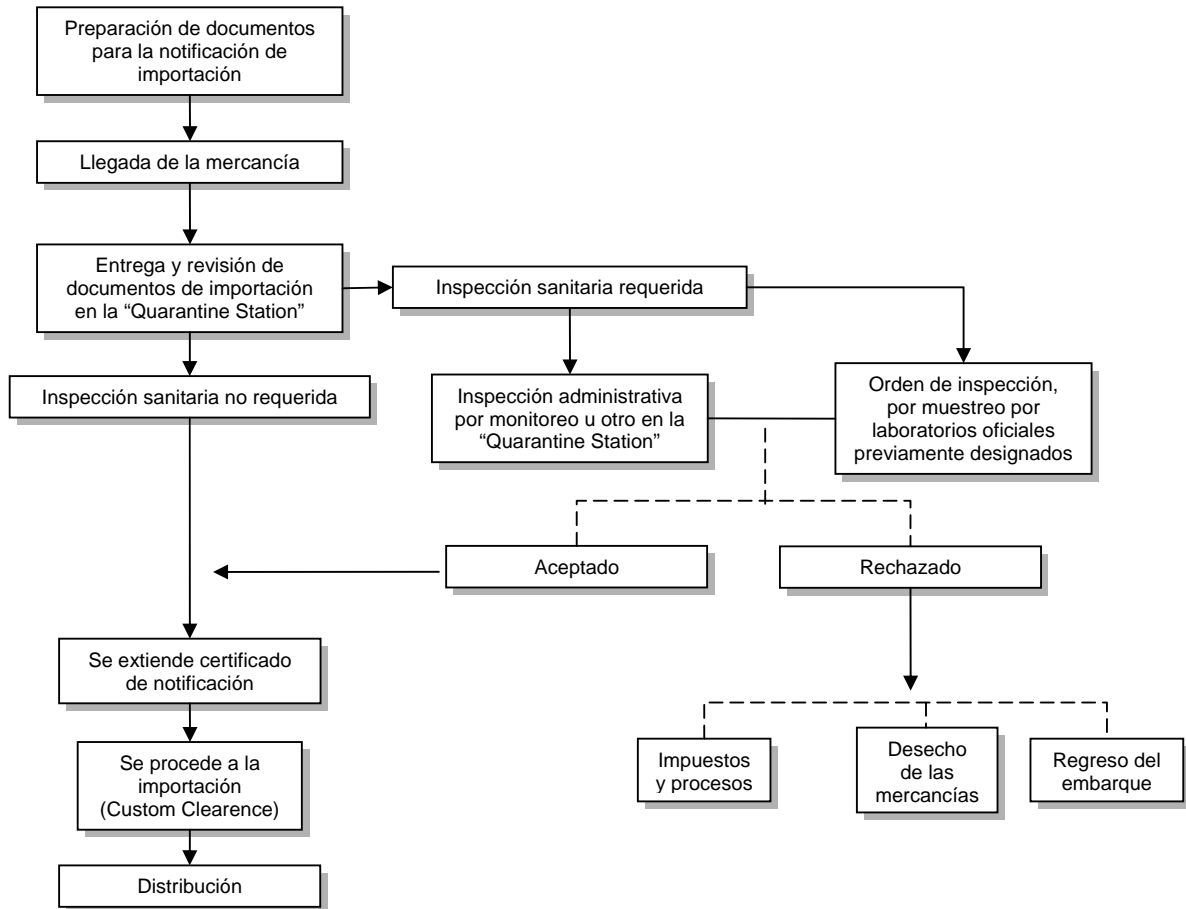 Preparación de documentos
para la notificación de
importación
Llegada de la mercancía
Entrega y revisión de
documentos de importación
en la “Quarantine Station”
Inspección sanitaria requerida
Inspección sanitaria no requerida
Inspección administrativa
por monitoreo u otro en la
“Quarantine Station”
Orden de inspección,
por muestreo por
laboratorios oficiales
previamente designados
Aceptado
Rechazado
Se extiende certificado
de notificación
Se procede a la
importación
(Custom Clearence)
Distribución
Impuestos
y procesos
Desecho
de las
mercancías
Regreso del
embarque